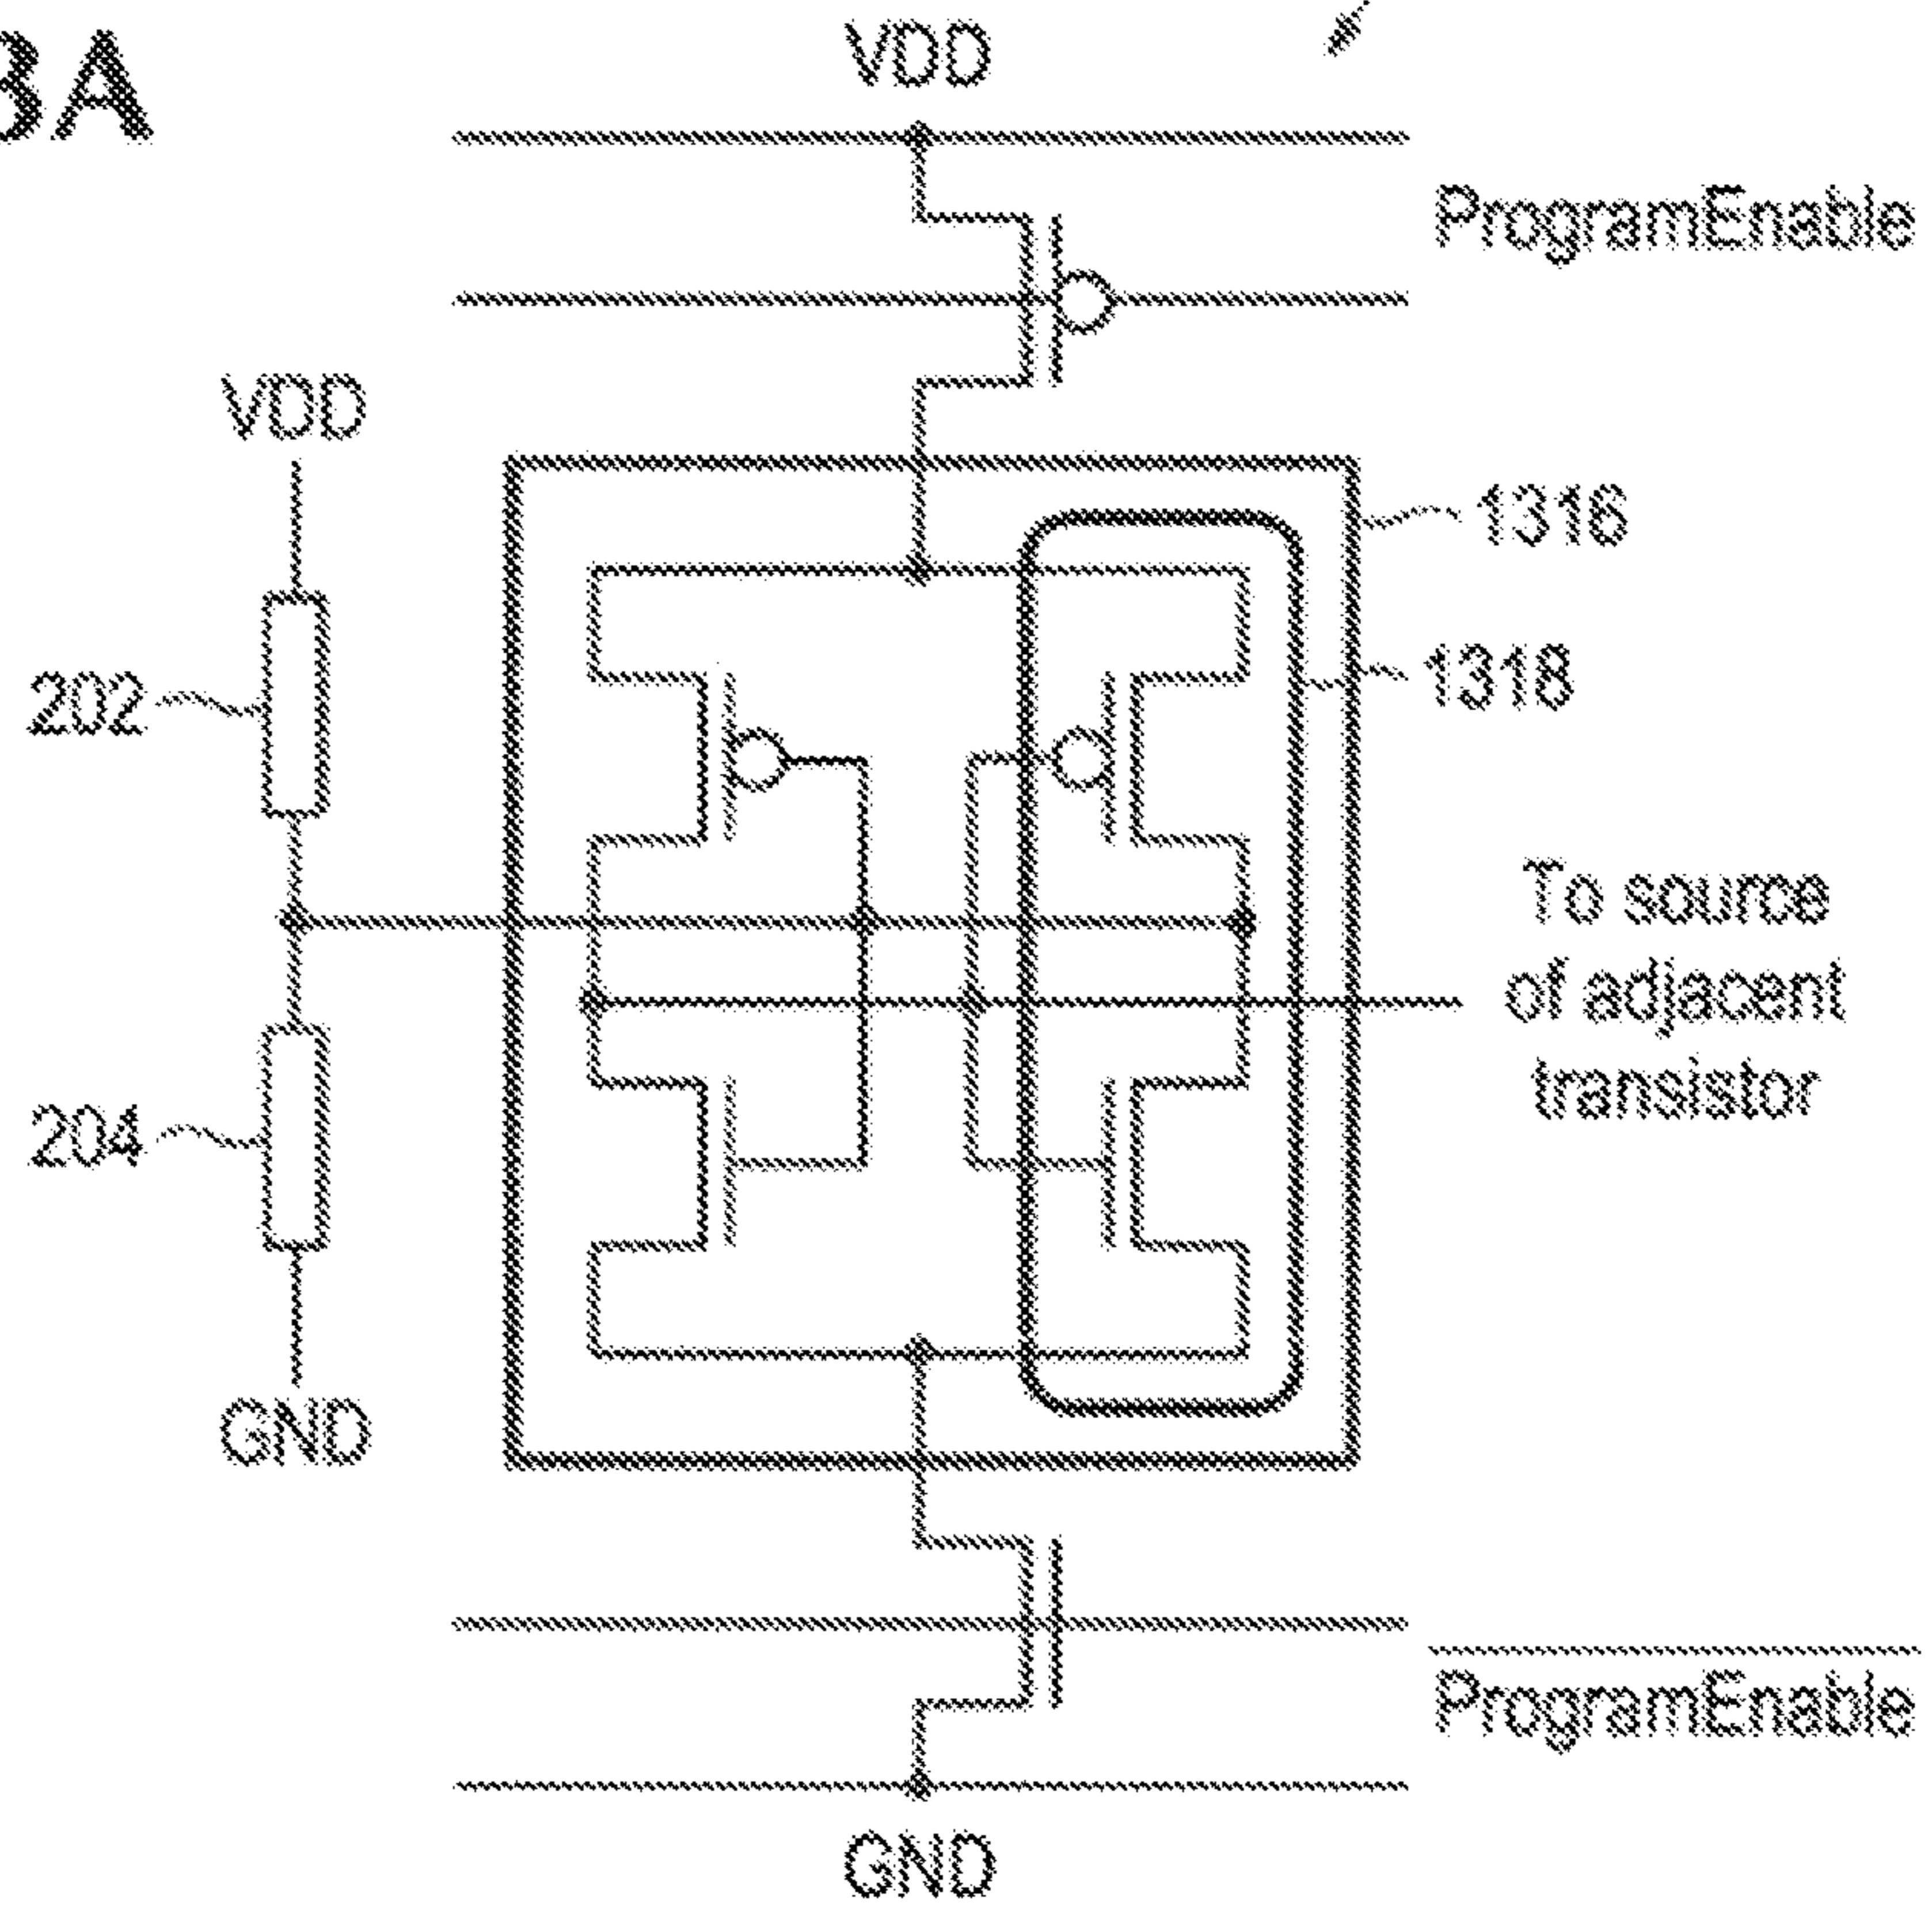 3A
VDD
ProgramEnable
VDD
1316
202
1318
To source
of adjacent
transistor
204
GND
ProgramEnable
GND